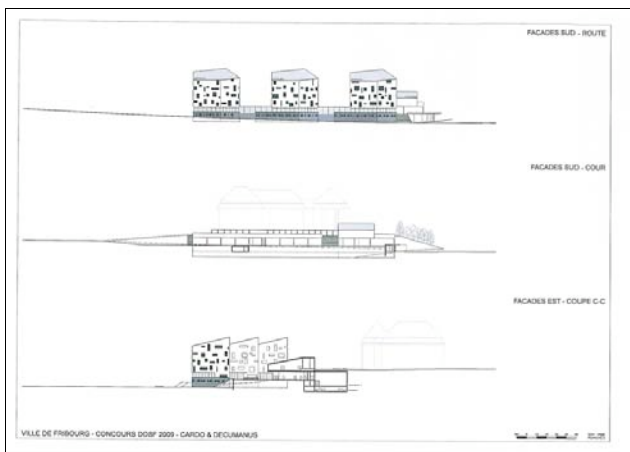 FACADES SUD - ROUTE
FACADES SUD - COUR
FACADES EST - COUPE C-C
VILLE DE FRIBOURG - CONCOURS DOSF 2009 - CARDO & DECUMANUS